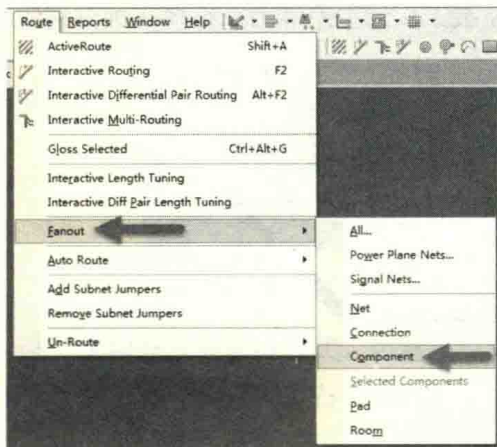 Route Reports Window Help
ActiveRoute Shift+A
Interactive Routing F2
Interactive Differential Pair Routing Alt+F2
Interactive Multi-Routing
Gloss Selected Ctrl+Alt+G
Interactive Length Tuning
Interactive Diff Pair Length Tuning
Fanout
Auto Route
Add Subnet Jumpers
Remove Subnet Jumpers
Un-Route
All...
Power Plane Nets...
Signal Nets...
Net
Connection
Component
Selected Components
Pad
Room